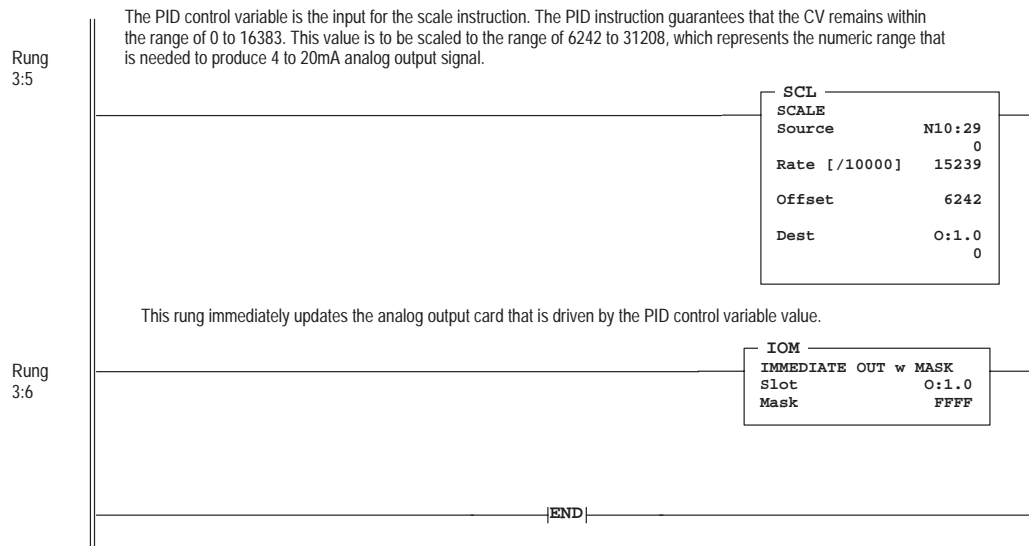 The PID control variable is the input for the scale instruction. The PID instruction guarantees that the CV remains within
the range of 0 to 16383. This value is to be scaled to the range of 6242 to 31208, which represents the numeric range that
is needed to produce 4 to 20mA analog output signal.
Rung
3:5
SCL
SCALE
Source N10:29
0
Rate [/10000] 15239
Offset 6242
Dest O:1.0
0
This rung immediately updates the analog output card that is driven by the PID control variable value.
Rung
3:6
IOM
IMMEDIATE OUT w MASK
Slot O:1.0
Mask FFFF
END